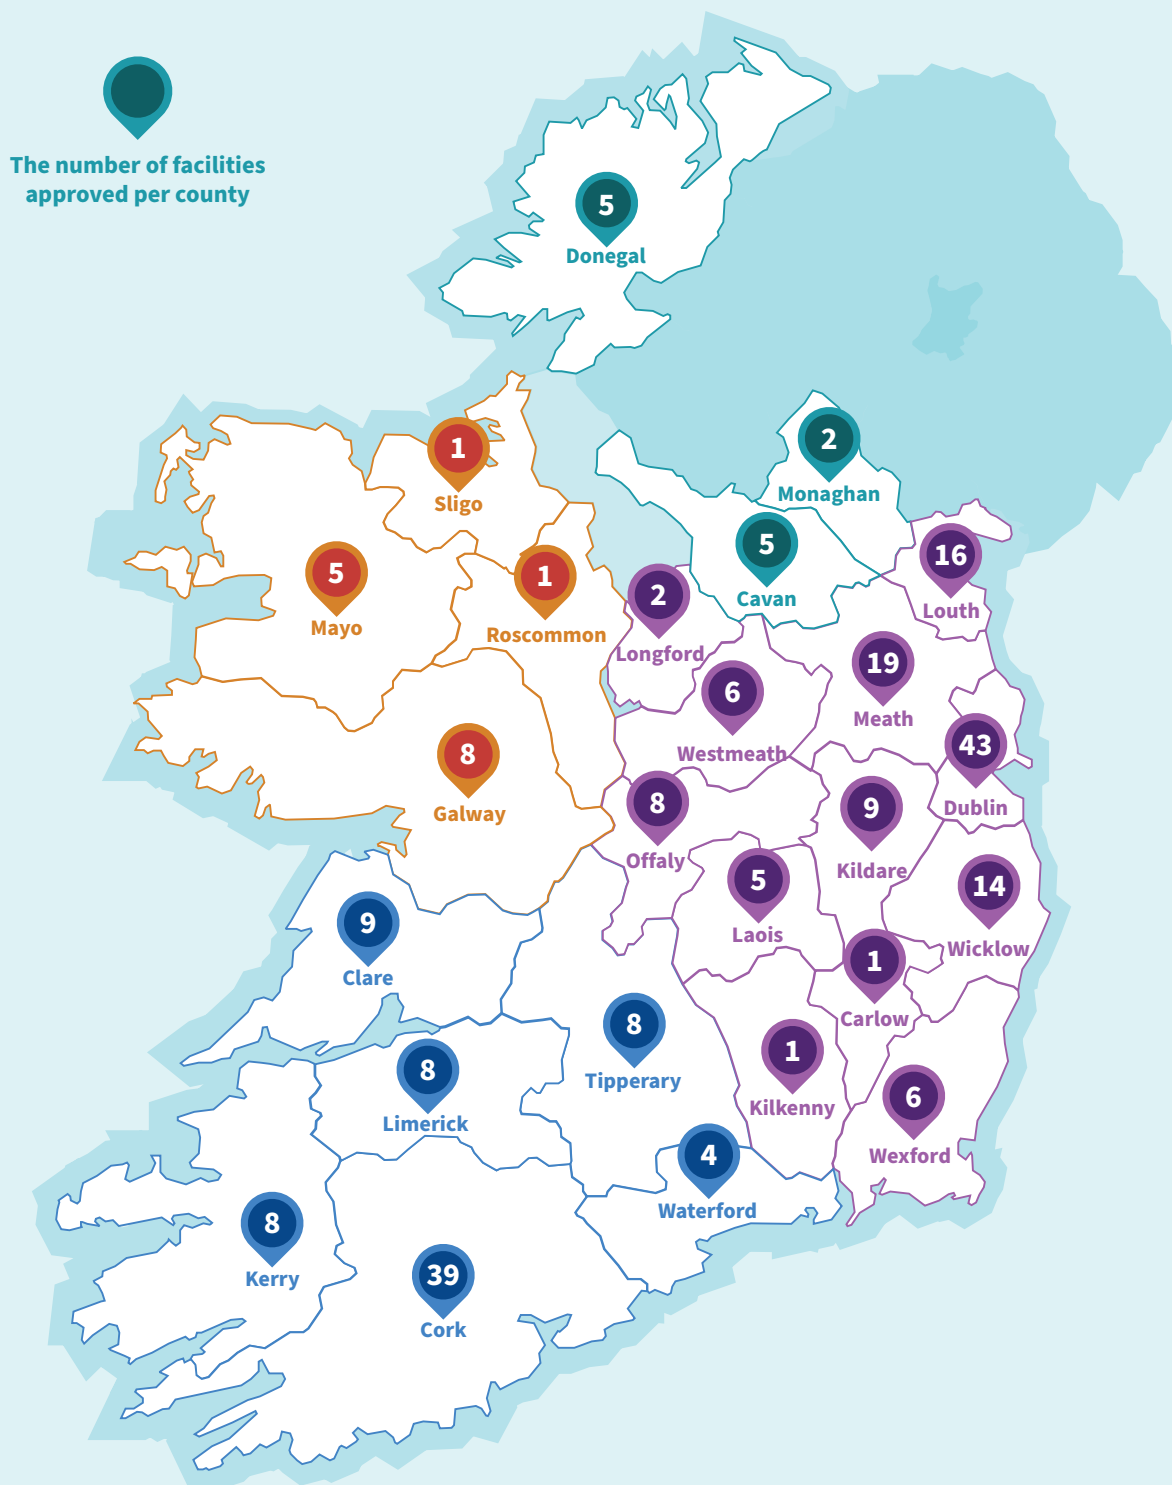 The number of facilities
approved per county
5
Donegal
2
Monaghan
1
Sligo
5
Cavan
16
Louth
5
Mayo
1
Roscommon
2
Longford
19
Meath
6
Westmeath
43
Dublin
8
Galway
8
Offaly
9
Kildare
5
Laois
14
Wicklow
9
Clare
1
Carlow
8
Tipperary
1
Kilkenny
8
Limerick
6
Wexford
4
Waterford
8
Kerry
39
Cork